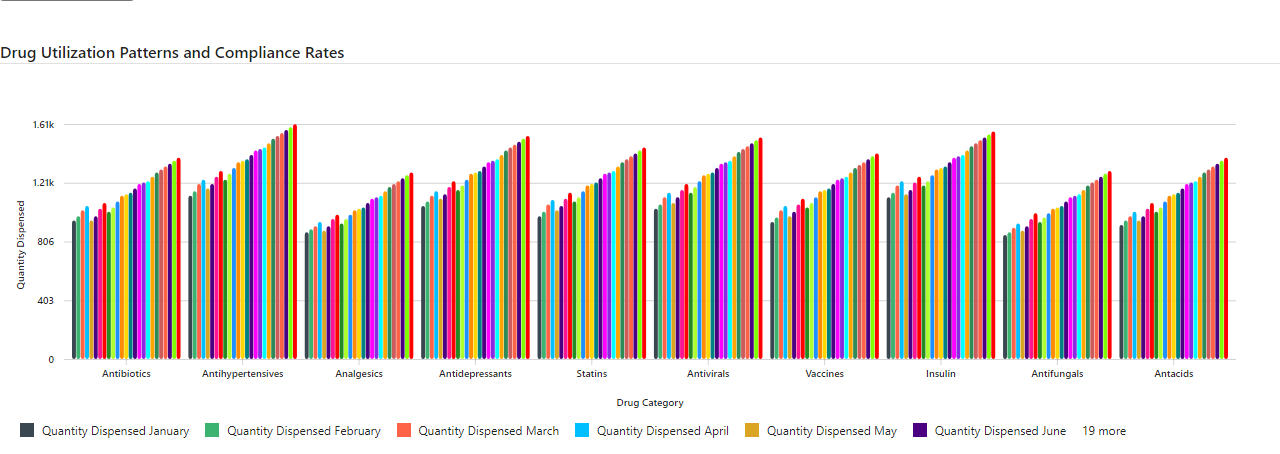 Drug Utilization Patterns and Compliance Rates
1.61k
1.21k
806
403
0
Quantity Dispensed
Antibiotics Antihypertensives Analgesics Antidepressants Statins Antivirals Vaccines Insulin Antifungals Antacids
Drug Category
Quantity Dispensed January Quantity Dispensed February Quantity Dispensed March Quantity Dispensed April Quantity Dispensed May Quantity Dispensed June 19 more